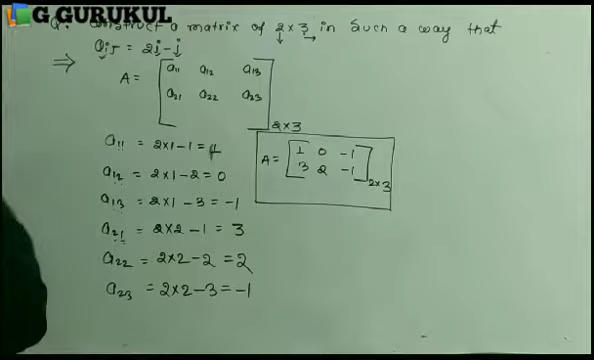 G GURUKUL
Construct a matrix of 2×3 in Such a way that
aij = 2i-j
⇒ A = [a11 a12 a13
a21 a22 a23] 2×3
a11 = 2×1-1=1
a12 = 2×1-2=0
a13 = 2×1-3=-1
a21 = 2×2-1=3
a22 = 2×2-2=2
a23 = 2×2-3=-1
A = [1 0 -1
3 2 -1] 2×3